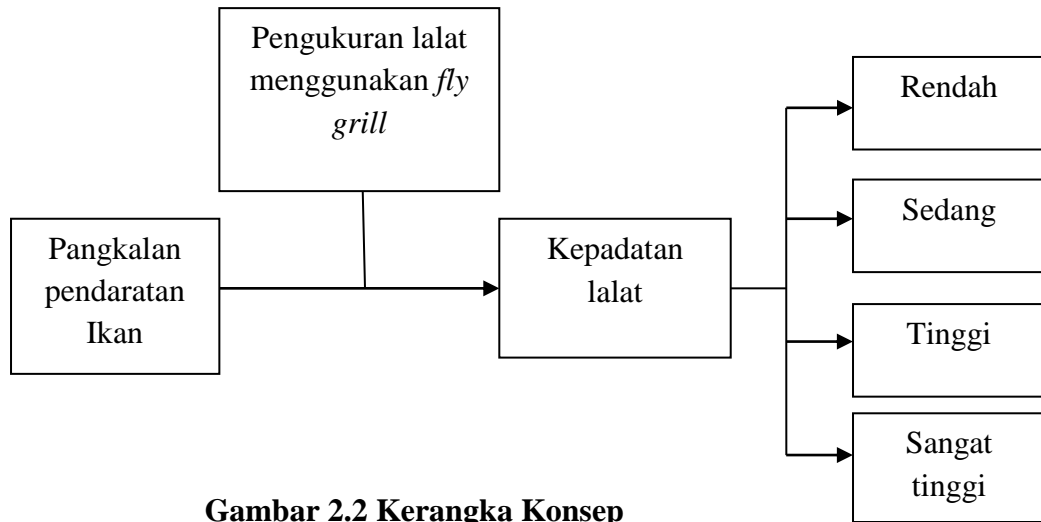 Pengukuran lalat
menggunakan fly
grill
Pangkalan
pendaratan
Ikan
Kepadatan
lalat
Rendah
Sedang
Tinggi
Sangat
tinggi
Gambar 2.2 Kerangka Konsep